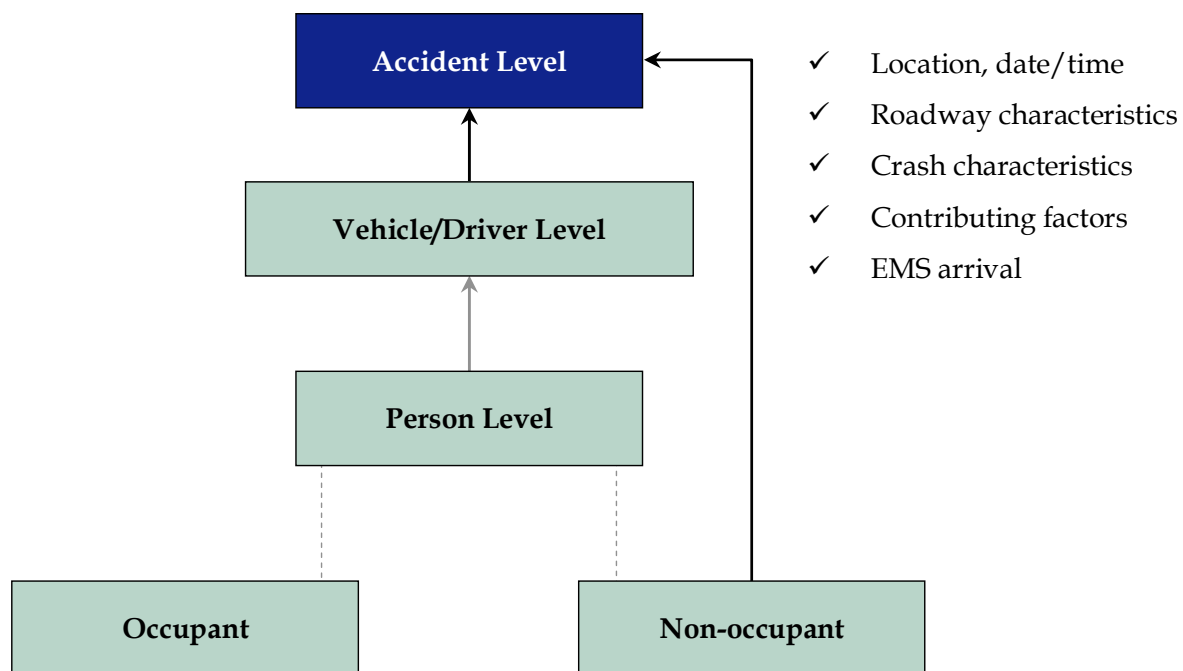 Accident Level
✓ Location, date/time
✓ Roadway characteristics
✓ Crash characteristics
✓ Contributing factors
✓ EMS arrival
Vehicle/Driver Level
Person Level
Occupant
Non-occupant